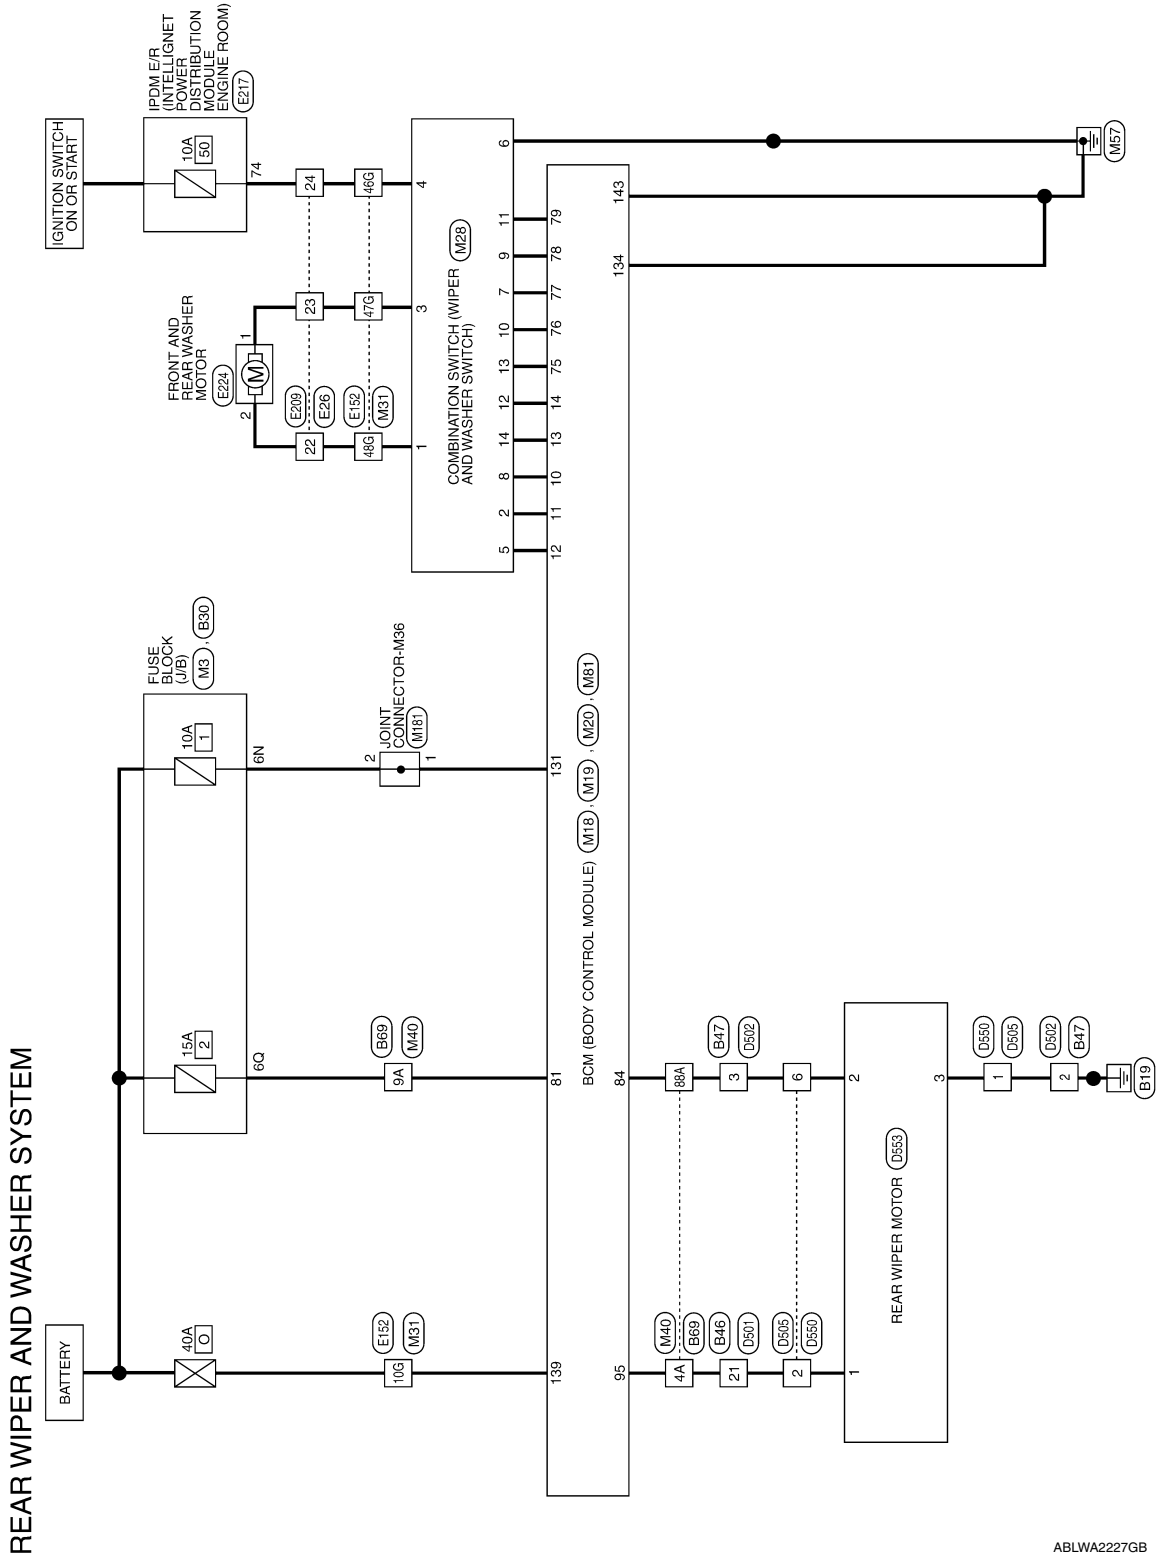 REAR WIPER AND WASHER SYSTEM
BATTERY
40A
O
E152
M31
10G
139
15A
2
6Q
B69
M40
9A
81
10A
1
6N
FUSE
BLOCK
(J/B)
M3 , B30
2
JOINT
CONNECTOR-M36
M181
1
131
IGNITION SWITCH
ON OR START
10A
50
74
IPDM E/R
(INTELLIGNET
POWER
DISTRIBUTION
MODULE
ENGINE ROOM)
E217
FRONT AND
REAR WASHER
MOTOR
E224
2
M
1
22
E209
E26
23
24
48G
E152
M31
47G
46G
1
3
4
COMBINATION SWITCH (WIPER
AND WASHER SWITCH)
M28
5
2
8
14
12
13
10
7
9
11
6
12
11
10
13
14
75
76
77
78
79
BCM (BODY CONTROL MODULE)
M18 , M19 , M20 , M81
95
84
134
143
M57
4A
M40
B69
88A
21
B46
D501
3
B47
D502
2
D505
D550
6
1
2
REAR WIPER MOTOR
D553
3
1
D550
D505
2
D502
B47
B19
ABLWA2227GB